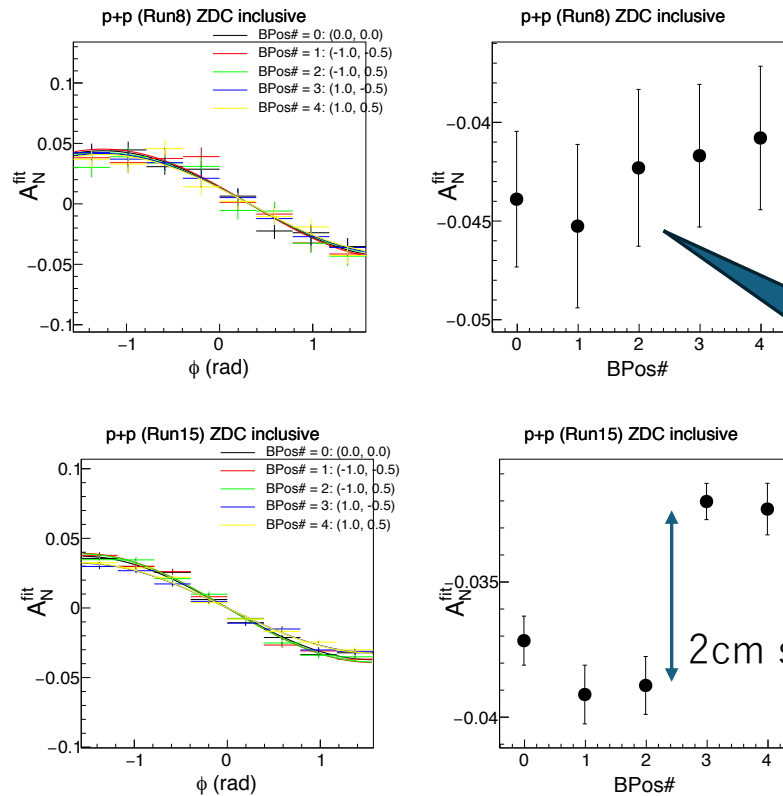 p+p (Run8) ZDC inclusive
BPos# = 0: (0.0, 0.0)
BPos# = 1: (-1.0, -0.5)
BPos# = 2: (-1.0, 0.5)
BPos# = 3: (1.0, -0.5)
BPos# = 4: (1.0, 0.5)
0.1
0.05
0
−0.05
−0.1
A_N^fit
−1 0 1
ϕ (rad)
p+p (Run8) ZDC inclusive
−0.04
−0.045
−0.05
A_N^fit
0 1 2 3 4
BPos#
p+p (Run15) ZDC inclusive
BPos# = 0: (0.0, 0.0)
BPos# = 1: (-1.0, -0.5)
BPos# = 2: (-1.0, 0.5)
BPos# = 3: (1.0, -0.5)
BPos# = 4: (1.0, 0.5)
0.1
0.05
0
−0.05
−0.1
A_N^fit
−1 0 1
ϕ (rad)
p+p (Run15) ZDC inclusive
−0.035
−0.04
A_N^fit
2cm s
0 1 2 3 4
BPos#